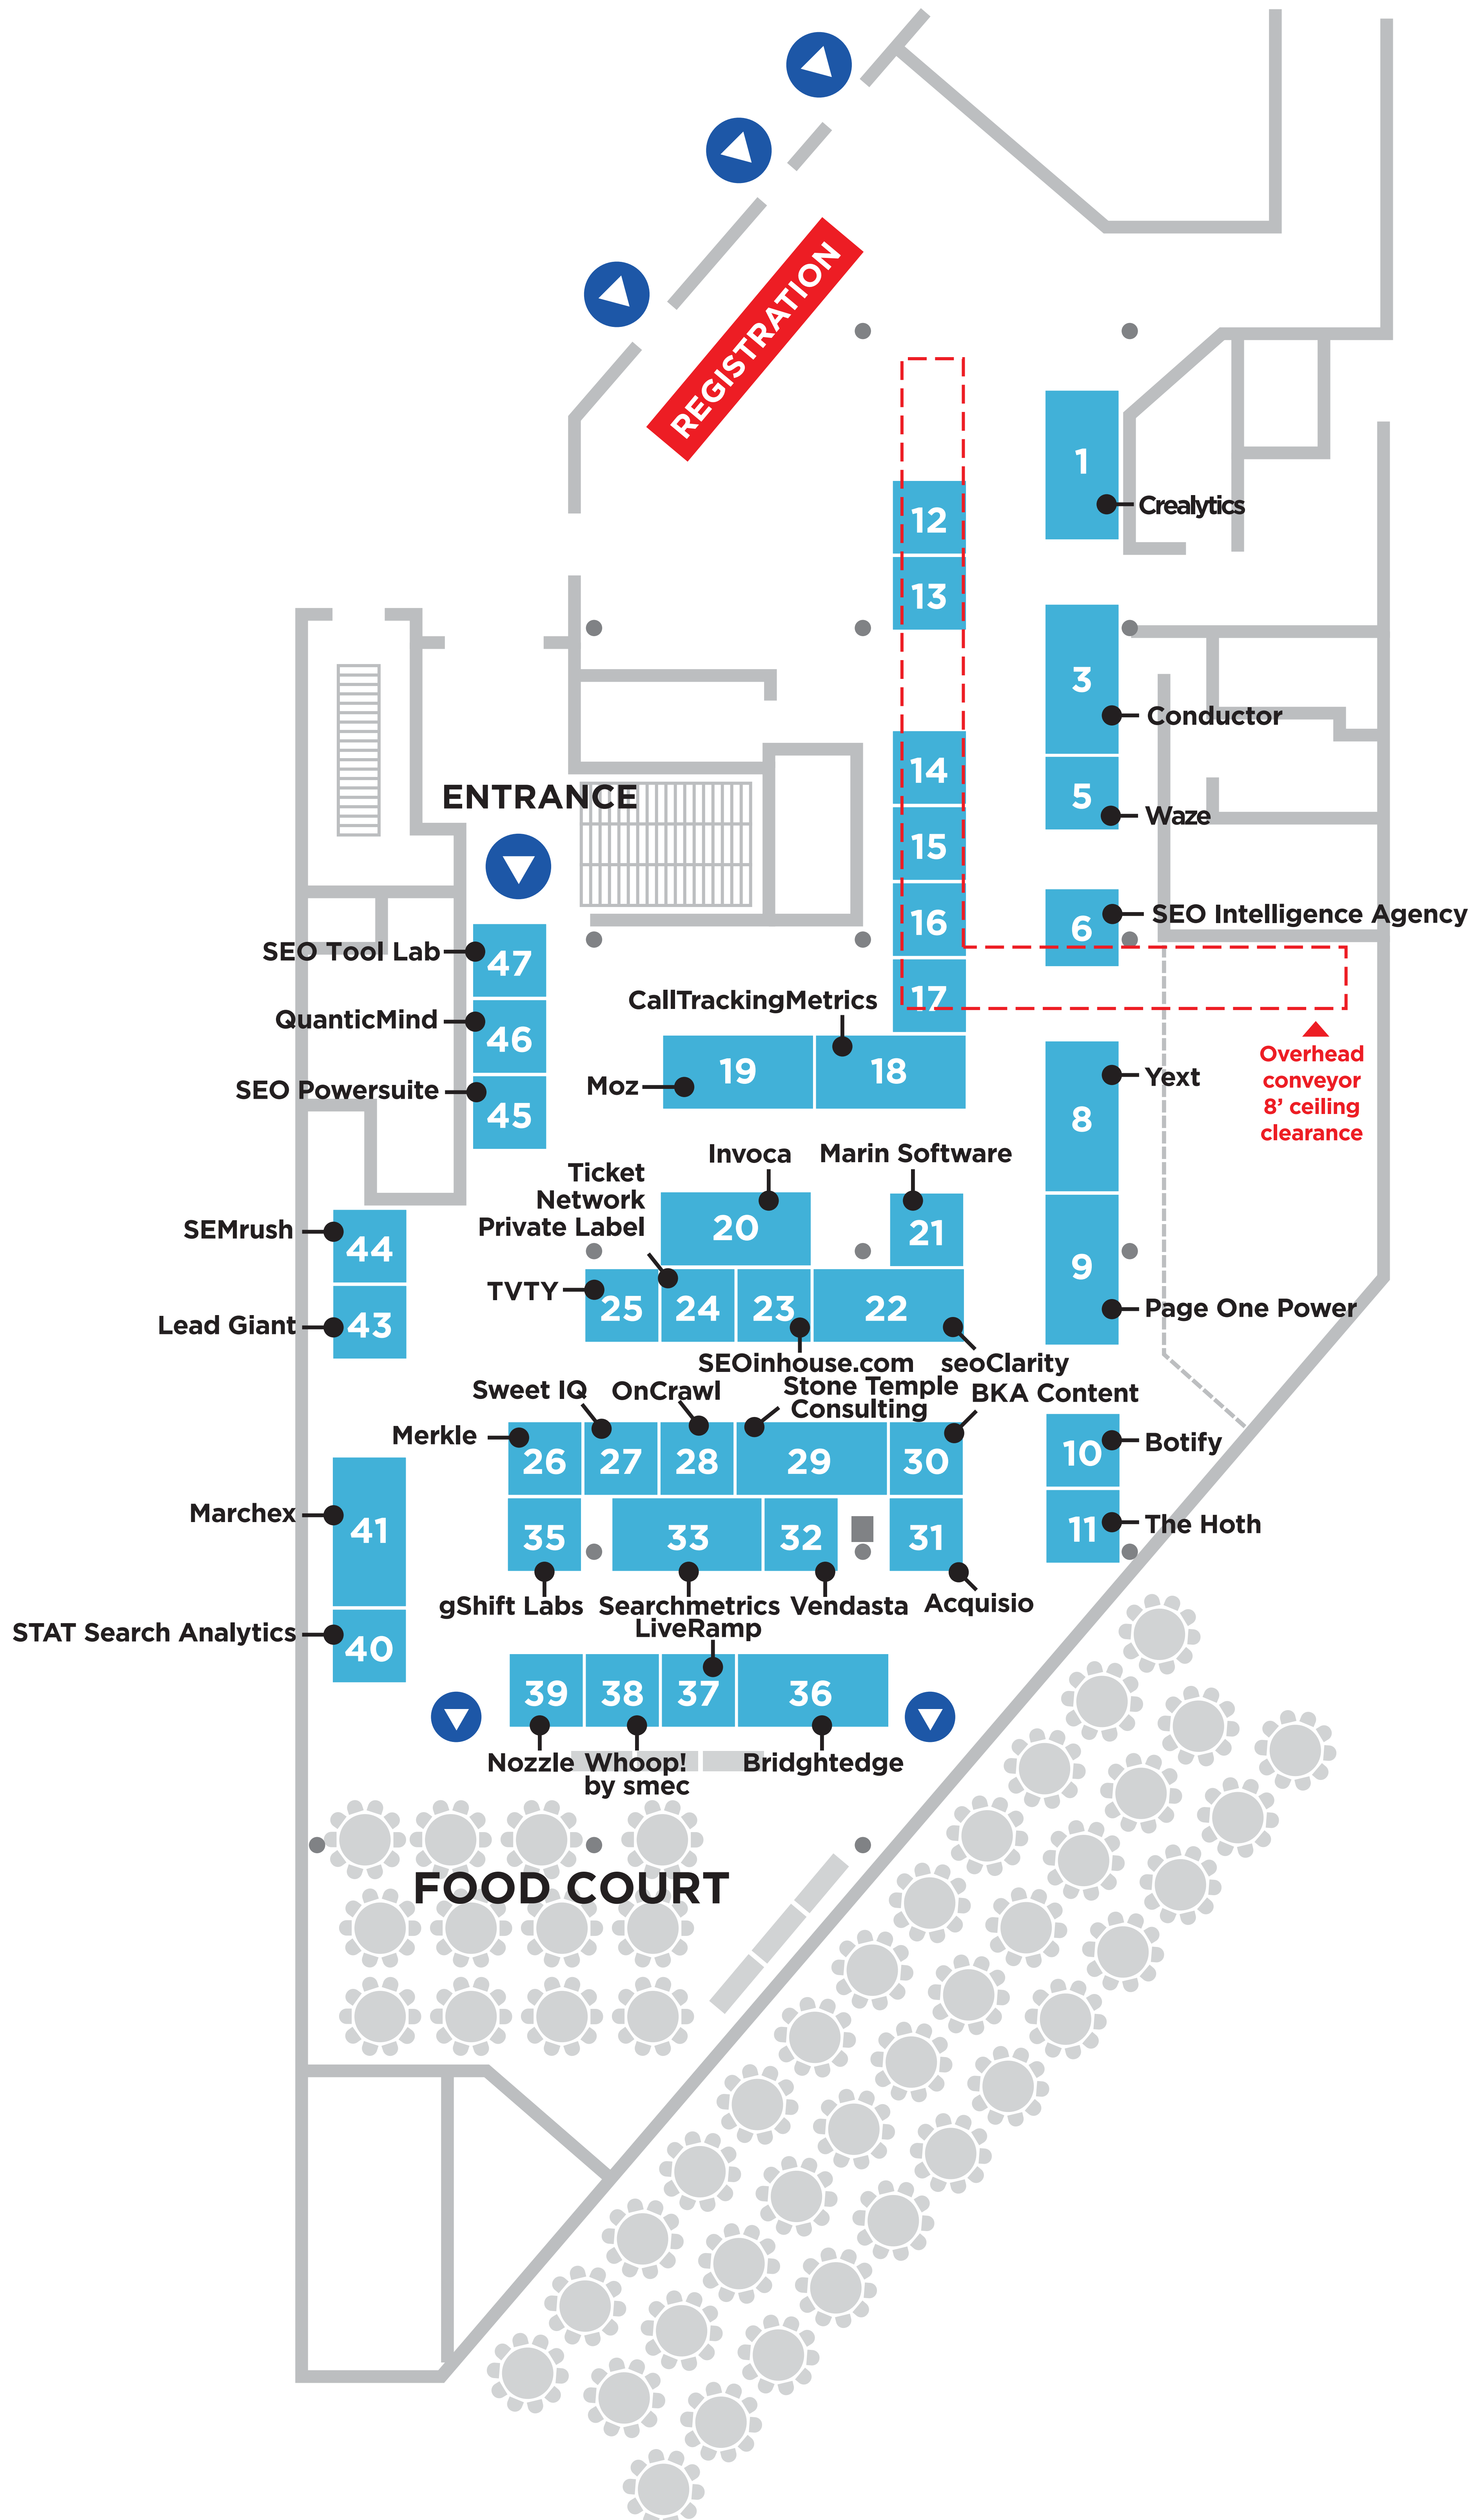 REGISTRATION
1
Crealytics
12
13
3
Conductor
14
ENTRANCE
5
Waze
15
16
6
SEO Intelligence Agency
SEO Tool Lab
47
17
CallTrackingMetrics
QuanticMind
46
Overhead
conveyor
8’ ceiling
clearance
19
18
Moz
Yext
SEO Powersuite
45
8
Invoca
Marin Software
Ticket
Network
Private Label
20
21
SEMrush
44
9
TVTY
25
24
23
22
Page One Power
Lead Giant
43
SEOinhouse.com
seoClarity
Sweet IQ
OnCrawl
Stone Temple
Consulting
BKA Content
Merkle
26
27
28
29
30
10
Botify
Marchex
41
35
33
32
31
11
The Hoth
gShift Labs
Searchmetrics
Vendasta
Acquisio
STAT Search Analytics
40
LiveRamp
39
38
37
36
Nozzle
Whoop!
by smec
Bridghtedge
FOOD COURT